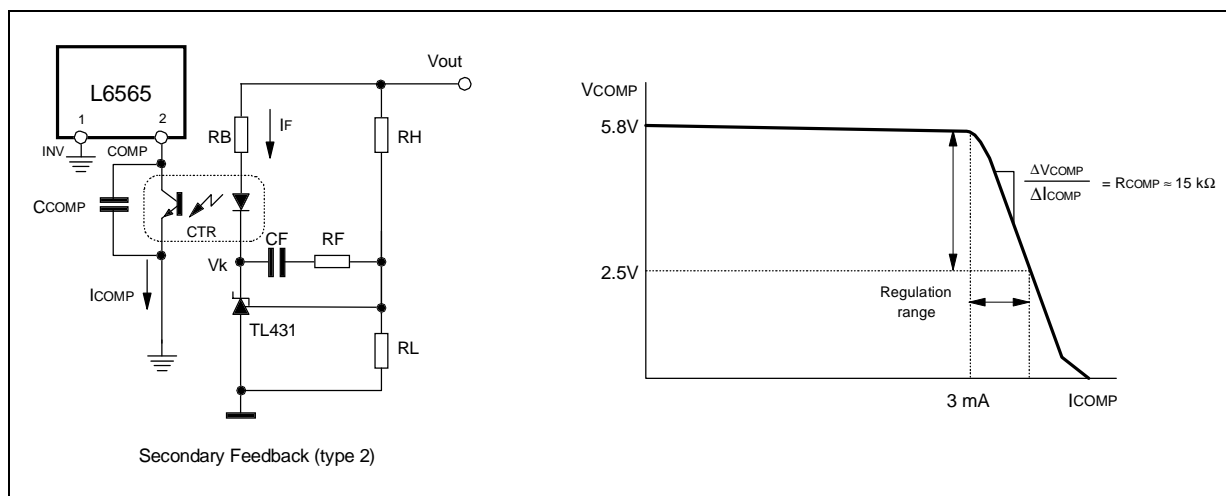 L6565
1
2
INV
COMP
CCOMP
CTR
ICOMP
RB
IF
Vout
RH
CF
RF
Vk
TL431
RL
Secondary Feedback (type 2)
VCOMP
5.8V
2.5V
ΔVCOMP
ΔICOMP
= RCOMP ≈ 15 kΩ
Regulation
range
3 mA
ICOMP